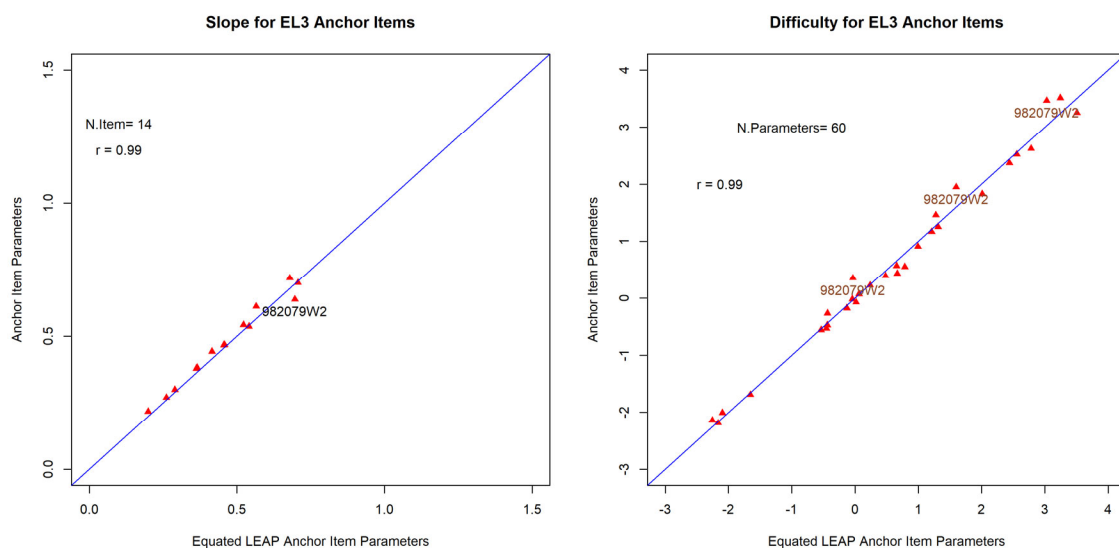 Slope for EL3 Anchor Items
Anchor Item Parameters
1.5
1.0
0.5
0.0
N.Item= 14
r = 0.99
982079W2
0.0 0.5 1.0 1.5
Equated LEAP Anchor Item Parameters
Difficulty for EL3 Anchor Items
Anchor Item Parameters
4
3
2
1
0
-1
-2
-3
982079W2
N.Parameters= 60
r = 0.99
982079W2
982079W2
-3 -2 -1 0 1 2 3 4
Equated LEAP Anchor Item Parameters